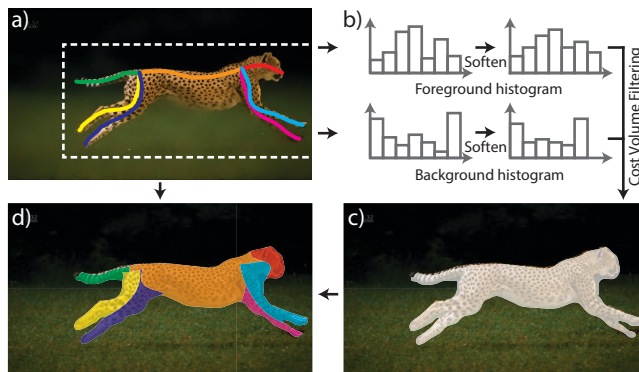 a)
b)
Soften
Foreground histogram
Soften
Background histogram
Cost Volume Filtering
d)
c)